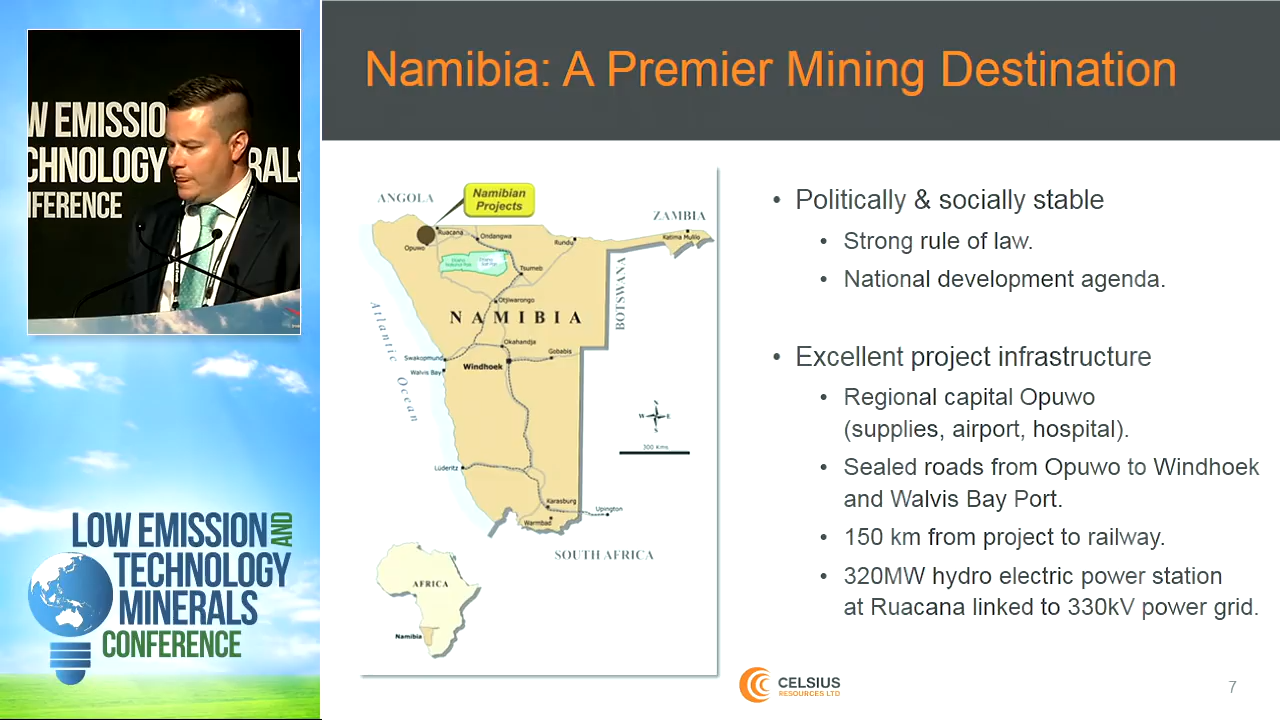 W EMISSIO
CHNOLOGY
MINERALS
NFERENCE
LOW EMISSION AND
TECHNOLOGY
MINERALS
CONFERENCE
Namibia: A Premier Mining Destination
ANGOLA
Namibian
Projects
ZAMBIA
Ruacana
Ondangwa
Opuwo
Rundu
Katima Mulilo
Tsumeb
BOTSWANA
Otjiwarongo
NAMIBIA
Atlantic Ocean
Okahandja
Swakopmund
Gobabis
Windhoek
Walvis Bay
W E
S
300 Kms
Lüderitz
Karasburg
Upington
Warmbad
SOUTH AFRICA
AFRICA
Namibia
• Politically & socially stable
• Strong rule of law.
• National development agenda.
• Excellent project infrastructure
• Regional capital Opuwo
(supplies, airport, hospital).
• Sealed roads from Opuwo to Windhoek
and Walvis Bay Port.
• 150 km from project to railway.
• 320MW hydro electric power station
at Ruacana linked to 330kV power grid.
CELSIUS
RESOURCES LTD
7